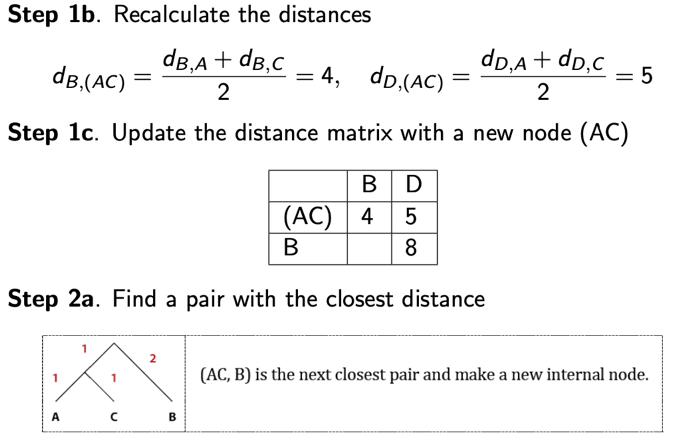 Step 1b. Recalculate the distances
d_{B,(AC)} = \frac{d_{B,A} + d_{B,C}}{2} = 4, d_{D,(AC)} = \frac{d_{D,A} + d_{D,C}}{2} = 5
Step 1c. Update the distance matrix with a new node (AC)
B D
(AC) 4 5
B 8
Step 2a. Find a pair with the closest distance
1
2
1 1
(AC, B) is the next closest pair and make a new internal node.
A C B